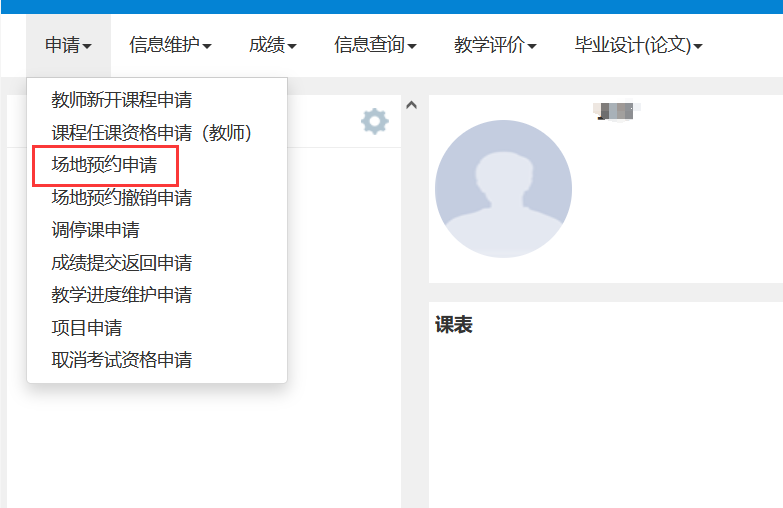 申请 信息维护 成绩 信息查询 教学评价 毕业设计(论文)
教师新开课程申请
课程任课资格申请（教师）
场地预约申请
场地预约撤销申请
调停课申请
成绩提交返回申请
教学进度维护申请
项目申请
取消考试资格申请
课表